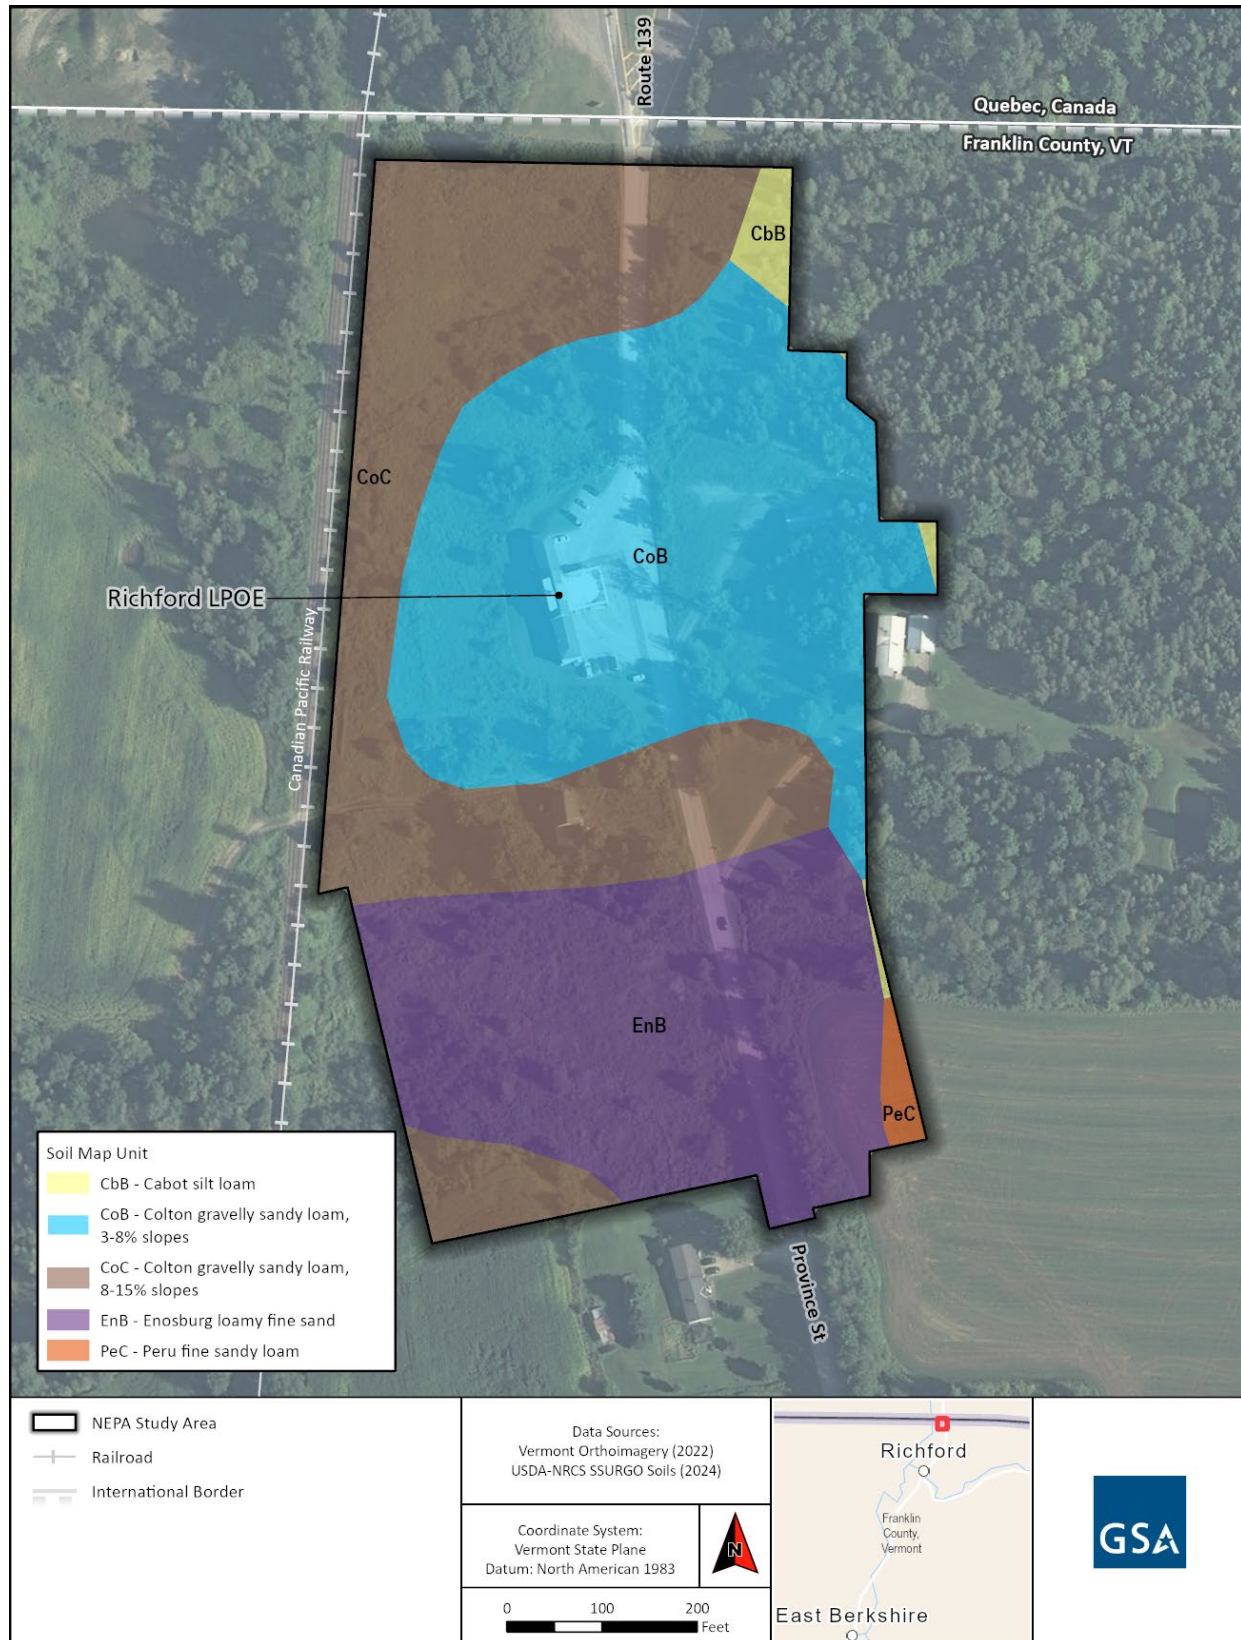 Route 139
Quebec, Canada
Franklin County, VT
CbB
CoC
CoB
Richford LPOE
Canadian Pacific Railway
EnB
PeC
Province St
Soil Map Unit
CbB - Cabot silt loam
CoB - Colton gravelly sandy loam,
3-8% slopes
CoC - Colton gravelly sandy loam,
8-15% slopes
EnB - Enosburg loamy fine sand
PeC - Peru fine sandy loam
NEPA Study Area
Railroad
International Border
Data Sources:
Vermont Orthoimagery (2022)
USDA-NRCS SSURGO Soils (2024)
Coordinate System:
Vermont State Plane
Datum: North American 1983
N
0 100 200
Feet
Richford
Franklin
County,
Vermont
East Berkshire
GSA